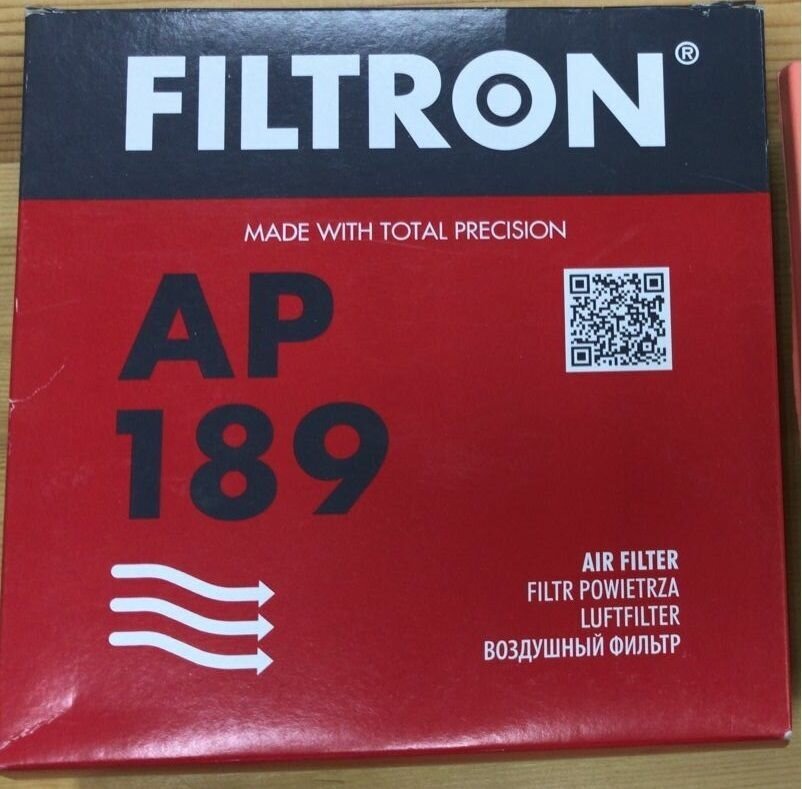 FILTRON®
MADE WITH TOTAL PRECISION
AP
189
AIR FILTER
FILTR POWIETRZA
LUFTFILTER
ВОЗДУШНЫЙ ФИЛЬТР